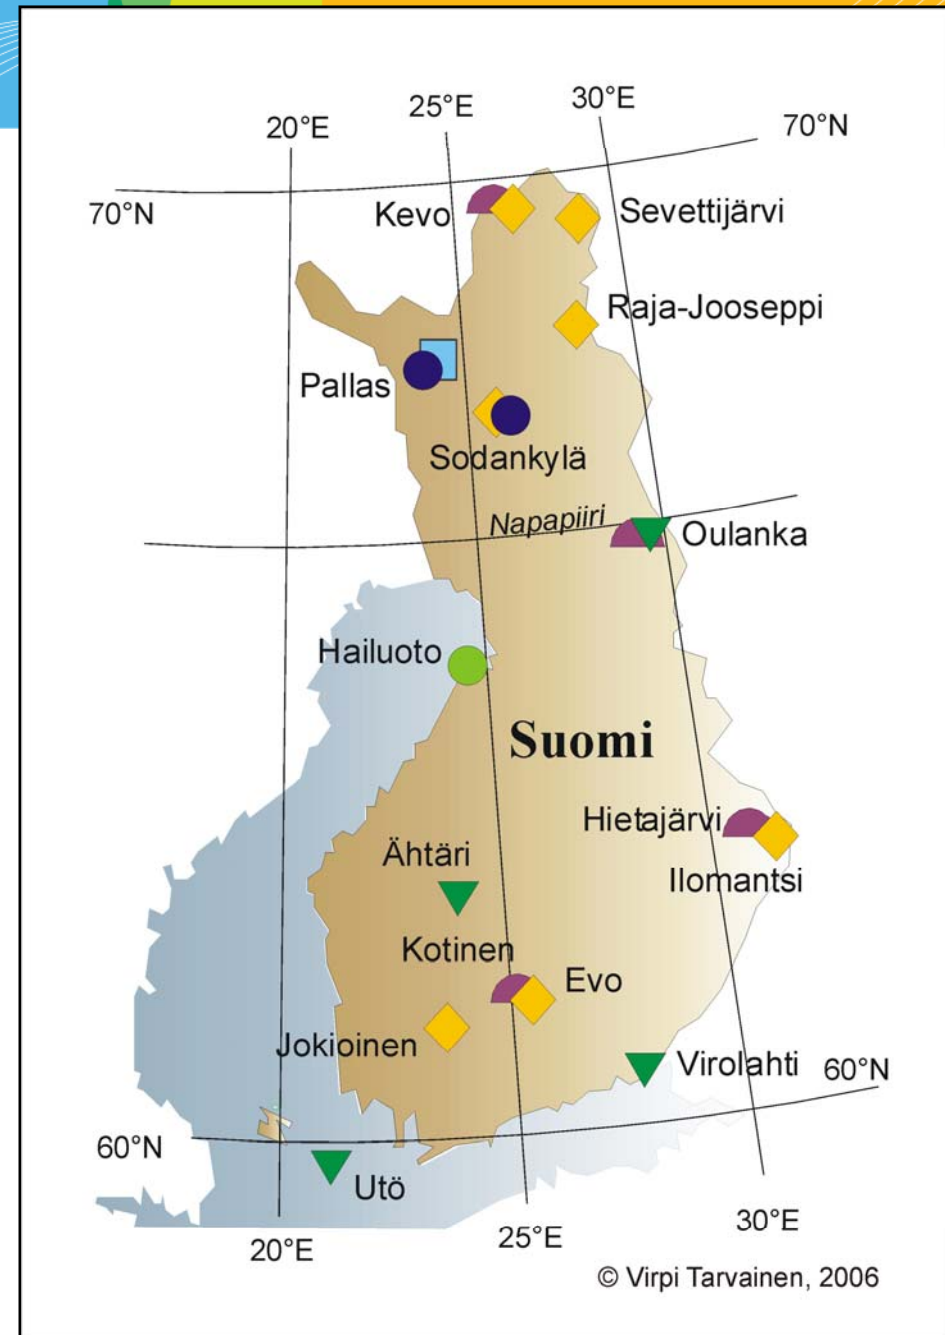 25°E
30°E
20°E
70°N
70°N
Kevo
Sevettijärvi
Raja-Jooseppi
Pallas
Sodankylä
Napapiiri
Oulanka
Hailuoto
Suomi
Hietajärvi
Ähtäri
Ilomantsi
Kotinen
Evo
Jokioinen
Virolahti
60°N
60°N
Utö
20°E
25°E
30°E
© Virpi Tarvainen, 2006